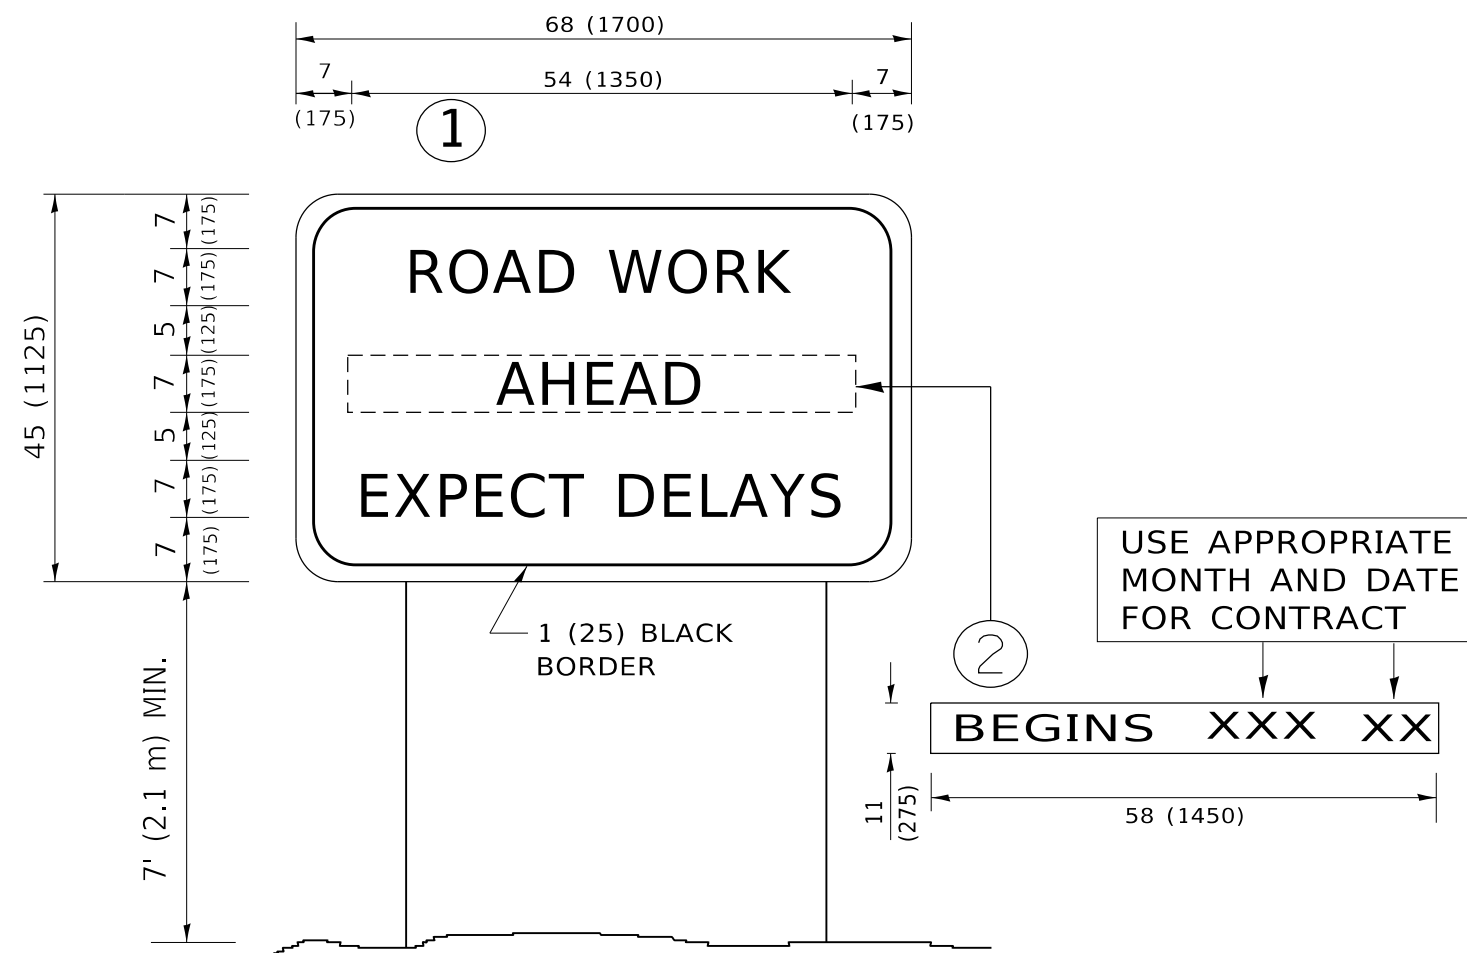 68 (1700)
7
54 (1350)
7
(175)
(175)
1
45 (1125)
7 (175)
7 (175)
5 (125)
7 (175)
5 (125)
7 (175)
7 (175)
ROAD WORK
AHEAD
EXPECT DELAYS
1 (25) BLACK
BORDER
7' (2.1 m) MIN.
2
USE APPROPRIATE
MONTH AND DATE
FOR CONTRACT
BEGINS XXX XX
11
(275)
58 (1450)